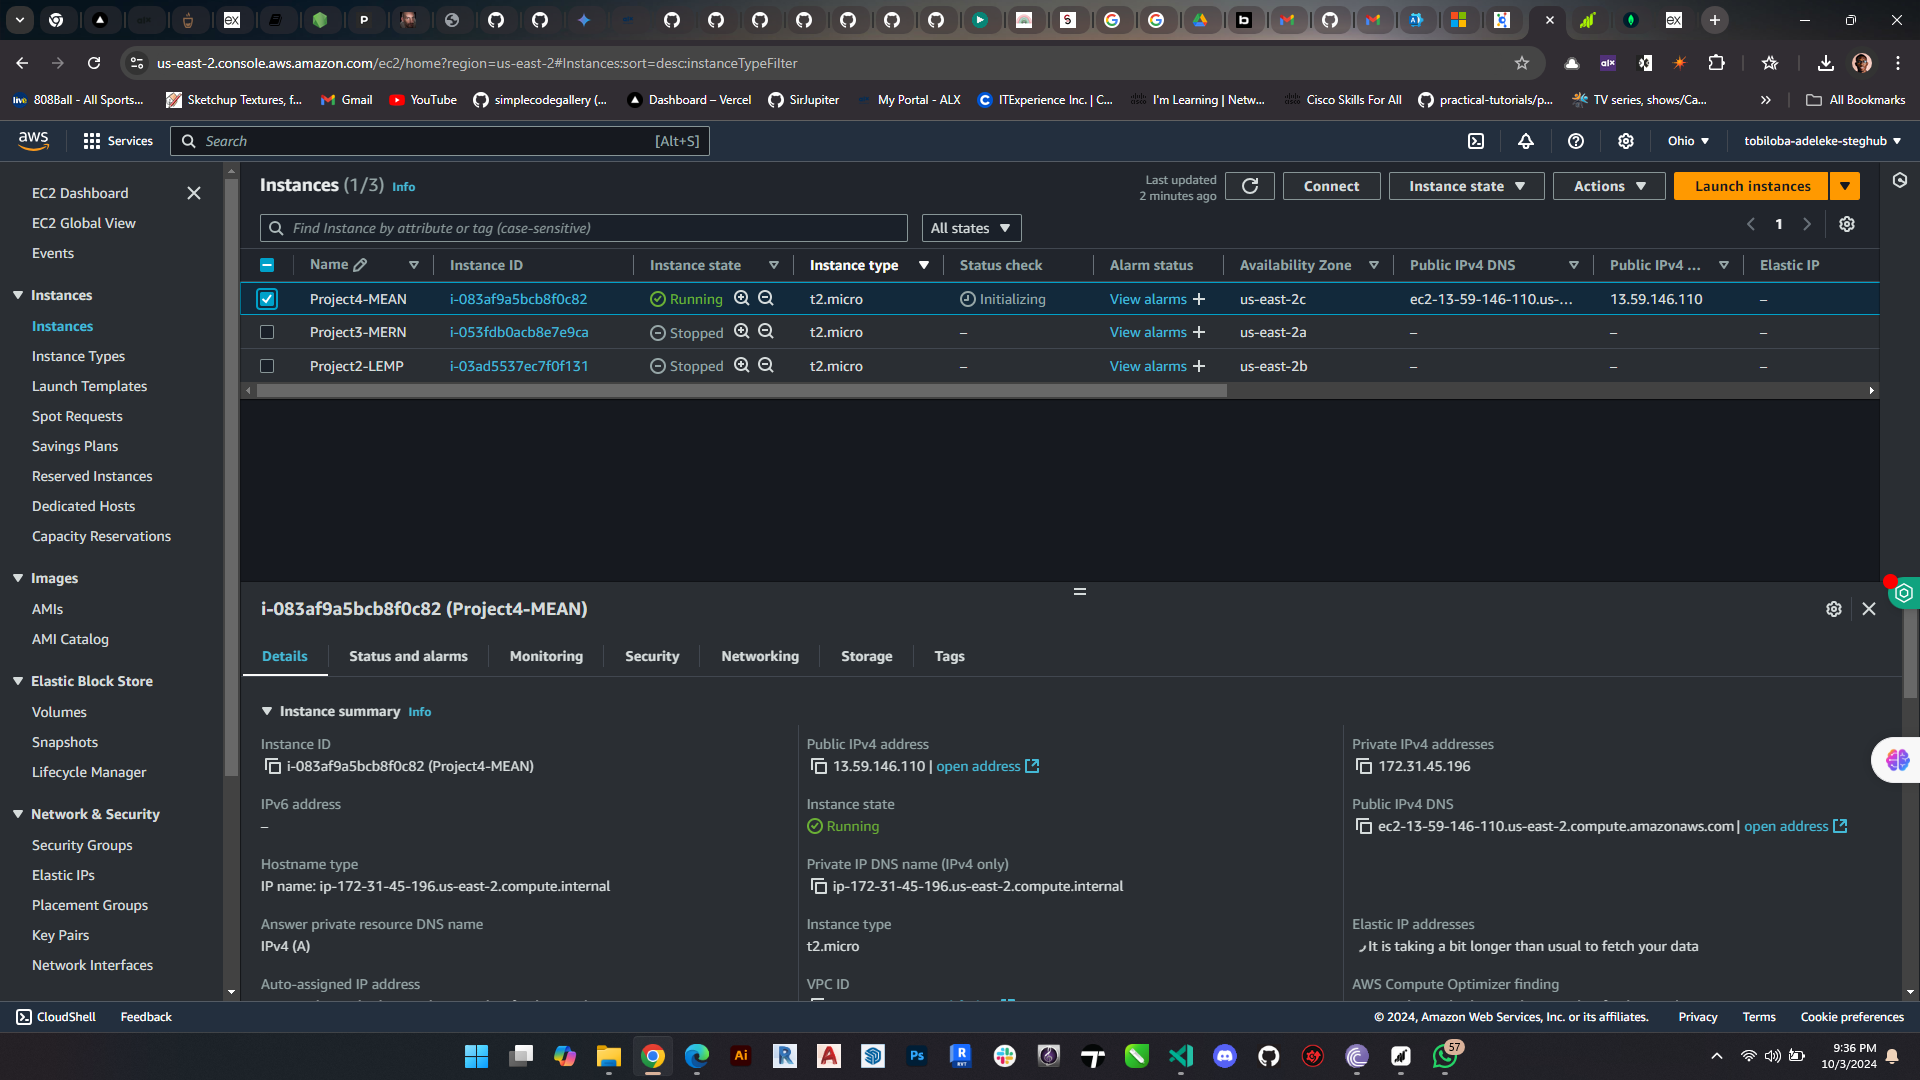 us-east-2.console.aws.amazon.com/ec2/home?region=us-east-2#Instances:sort=desc:instanceTypeFilter
808Ball - All Sports...
Sketchup Textures, f...
Gmail
YouTube
simplecodegallery (...
Dashboard – Vercel
SirJupiter
My Portal - ALX
ITExperience Inc. | C...
I'm Learning | Netw...
Cisco Skills For All
practical-tutorials/p...
TV series, shows/Ca...
All Bookmarks
aws
Services
Search
[Alt+S]
Ohio
tobiloba-adeleke-steghub
EC2 Dashboard
EC2 Global View
Events
Instances
Instances
Instance Types
Launch Templates
Spot Requests
Savings Plans
Reserved Instances
Dedicated Hosts
Capacity Reservations
Images
AMIs
AMI Catalog
Elastic Block Store
Volumes
Snapshots
Lifecycle Manager
Network & Security
Security Groups
Elastic IPs
Placement Groups
Key Pairs
Network Interfaces
Instances (1/3) Info
Last updated
2 minutes ago
Connect
Instance state
Actions
Launch instances
Find Instance by attribute or tag (case-sensitive)
All states
1
Name Instance ID Instance state Instance type Status check Alarm status Availability Zone Public IPv4 DNS Public IPv4 ... Elastic IP
Project4-MEAN i-083af9a5bcb8f0c82 Running t2.micro Initializing View alarms + us-east-2c ec2-13-59-146-110.us-... 13.59.146.110 –
Project3-MERN i-053fdb0acb8e7e9ca Stopped t2.micro – View alarms + us-east-2a – – –
Project2-LEMP i-03ad5537ec7f0f131 Stopped t2.micro – View alarms + us-east-2b – – –
i-083af9a5bcb8f0c82 (Project4-MEAN)
Details
Status and alarms
Monitoring
Security
Networking
Storage
Tags
Instance summary Info
Instance ID
i-083af9a5bcb8f0c82 (Project4-MEAN)
Public IPv4 address
13.59.146.110 | open address
Private IPv4 addresses
172.31.45.196
IPv6 address
–
Instance state
Running
Public IPv4 DNS
ec2-13-59-146-110.us-east-2.compute.amazonaws.com | open address
Hostname type
IP name: ip-172-31-45-196.us-east-2.compute.internal
Private IP DNS name (IPv4 only)
ip-172-31-45-196.us-east-2.compute.internal
Answer private resource DNS name
IPv4 (A)
Instance type
t2.micro
Elastic IP addresses
It is taking a bit longer than usual to fetch your data
Auto-assigned IP address
VPC ID
AWS Compute Optimizer finding
CloudShell
Feedback
© 2024, Amazon Web Services, Inc. or its affiliates.
Privacy
Terms
Cookie preferences
57
9:36 PM
10/3/2024